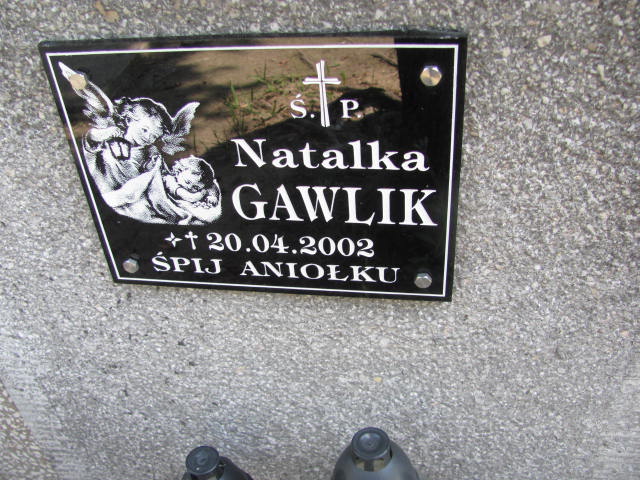 Ś. P.
Natalka
GAWLIK
20.04.2002
ŚPIJ ANIOŁKU